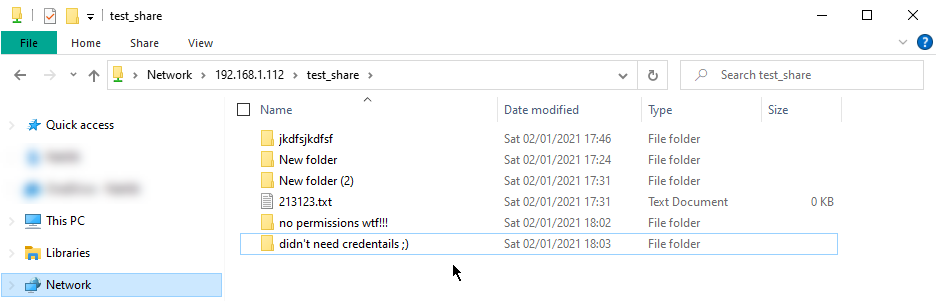 test_share
File Home Share View
Network 192.168.1.112 test_share Search test_share
Name Date modified Type Size
Quick access
jkdfsjkdfsf Sat 02/01/2021 17:46 File folder
New folder Sat 02/01/2021 17:24 File folder
New folder (2) Sat 02/01/2021 17:31 File folder
213123.txt Sat 02/01/2021 17:31 Text Document 0 KB
This PC
no permissions wtf!!! Sat 02/01/2021 18:02 File folder
didn't need credentails ;) Sat 02/01/2021 18:03 File folder
Libraries
Network